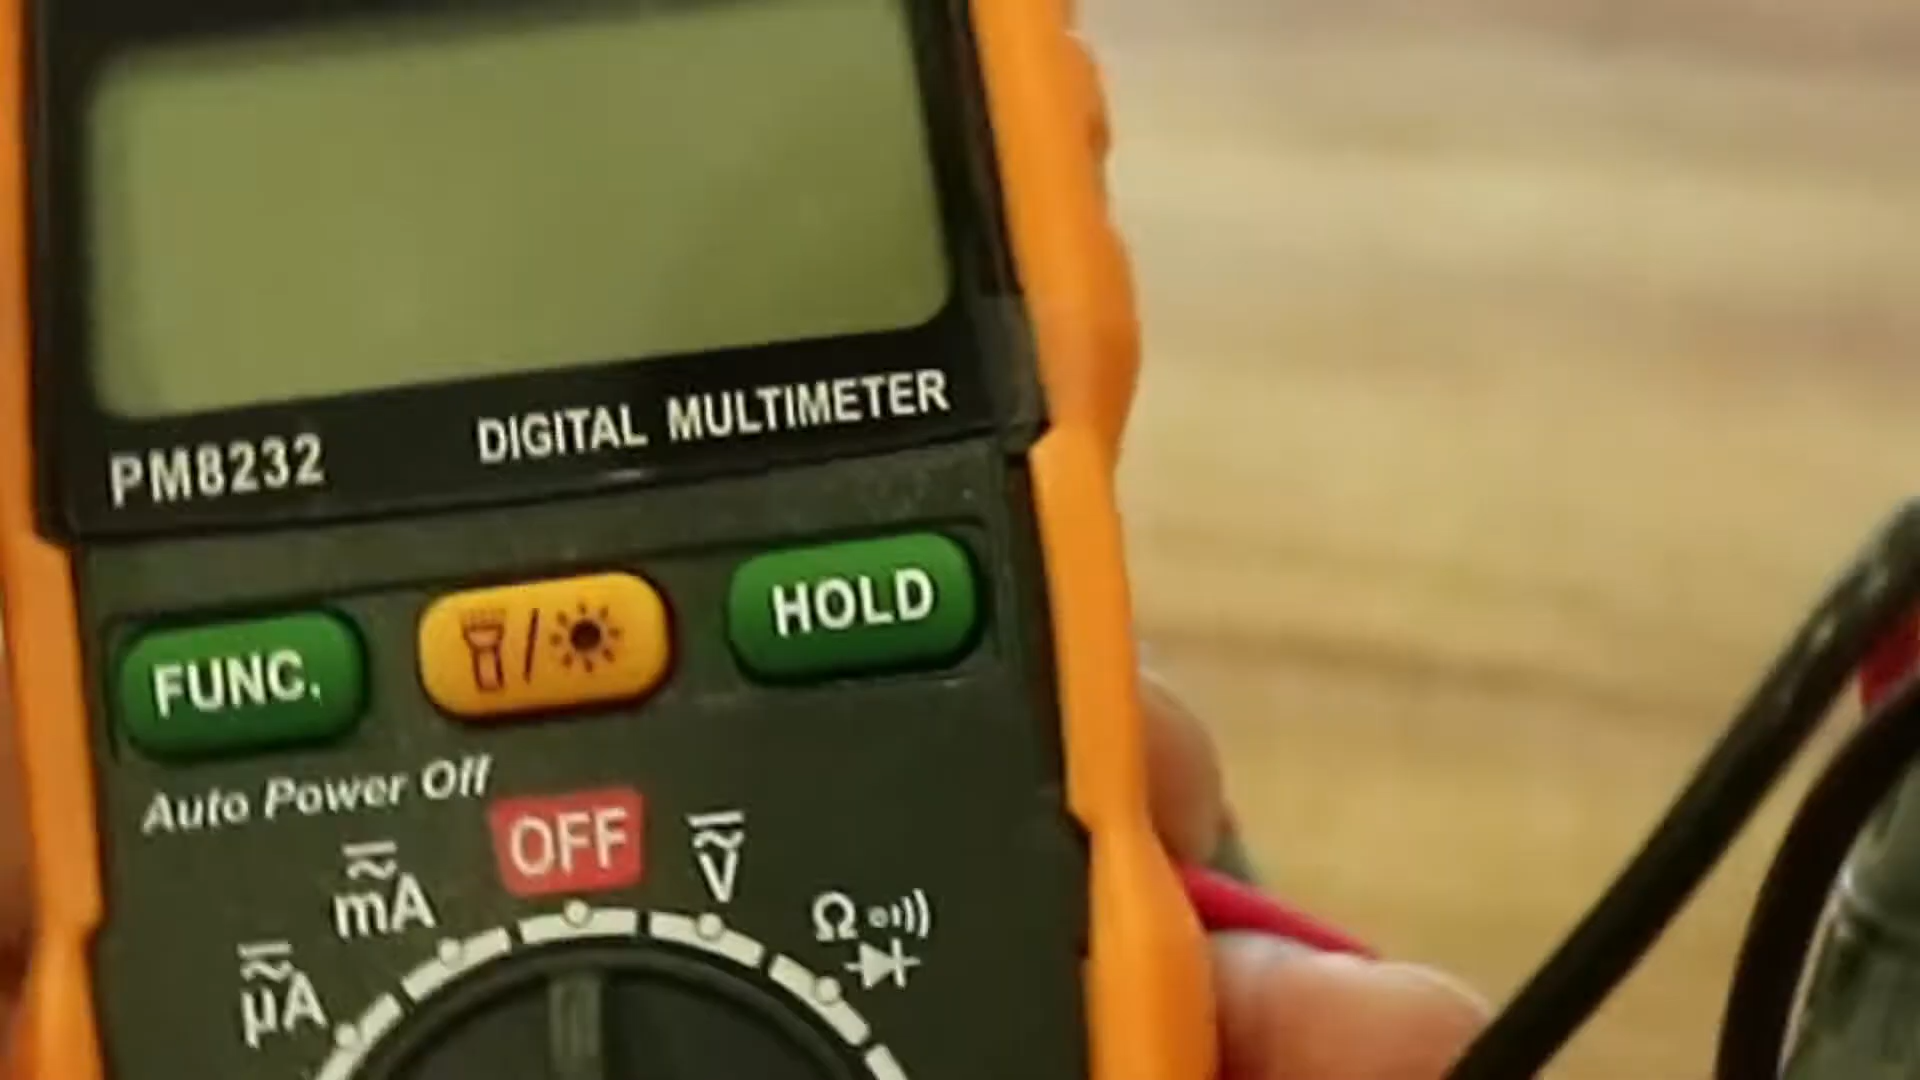 PM8232 DIGITAL MULTIMETER
FUNC. HOLD
Auto Power Off
OFF
mA
V
Ω
µA